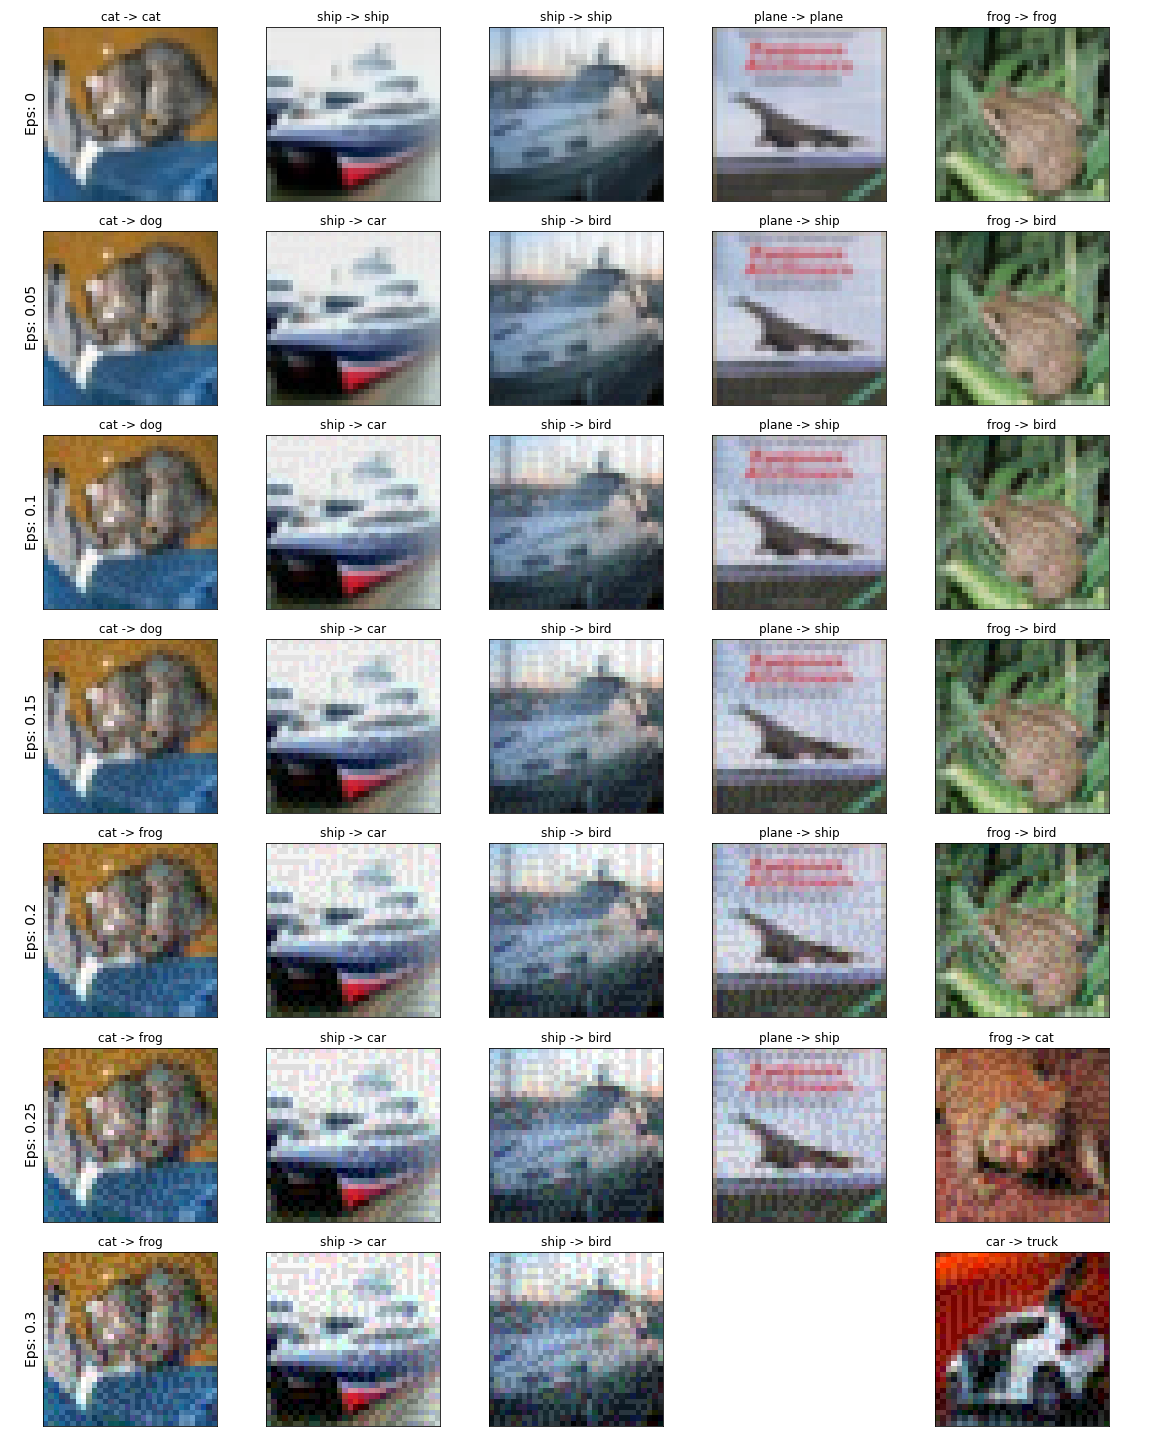 cat -> cat ship -> ship ship -> ship plane -> plane frog -> frog
Eps: 0
cat -> dog ship -> car ship -> bird plane -> ship frog -> bird
Eps: 0.05
cat -> dog ship -> car ship -> bird plane -> ship frog -> bird
Eps: 0.1
cat -> dog ship -> car ship -> bird plane -> ship frog -> bird
Eps: 0.15
cat -> frog ship -> car ship -> bird plane -> ship frog -> bird
Eps: 0.2
cat -> frog ship -> car ship -> bird plane -> ship frog -> cat
Eps: 0.25
cat -> frog ship -> car ship -> bird car -> truck
Eps: 0.3